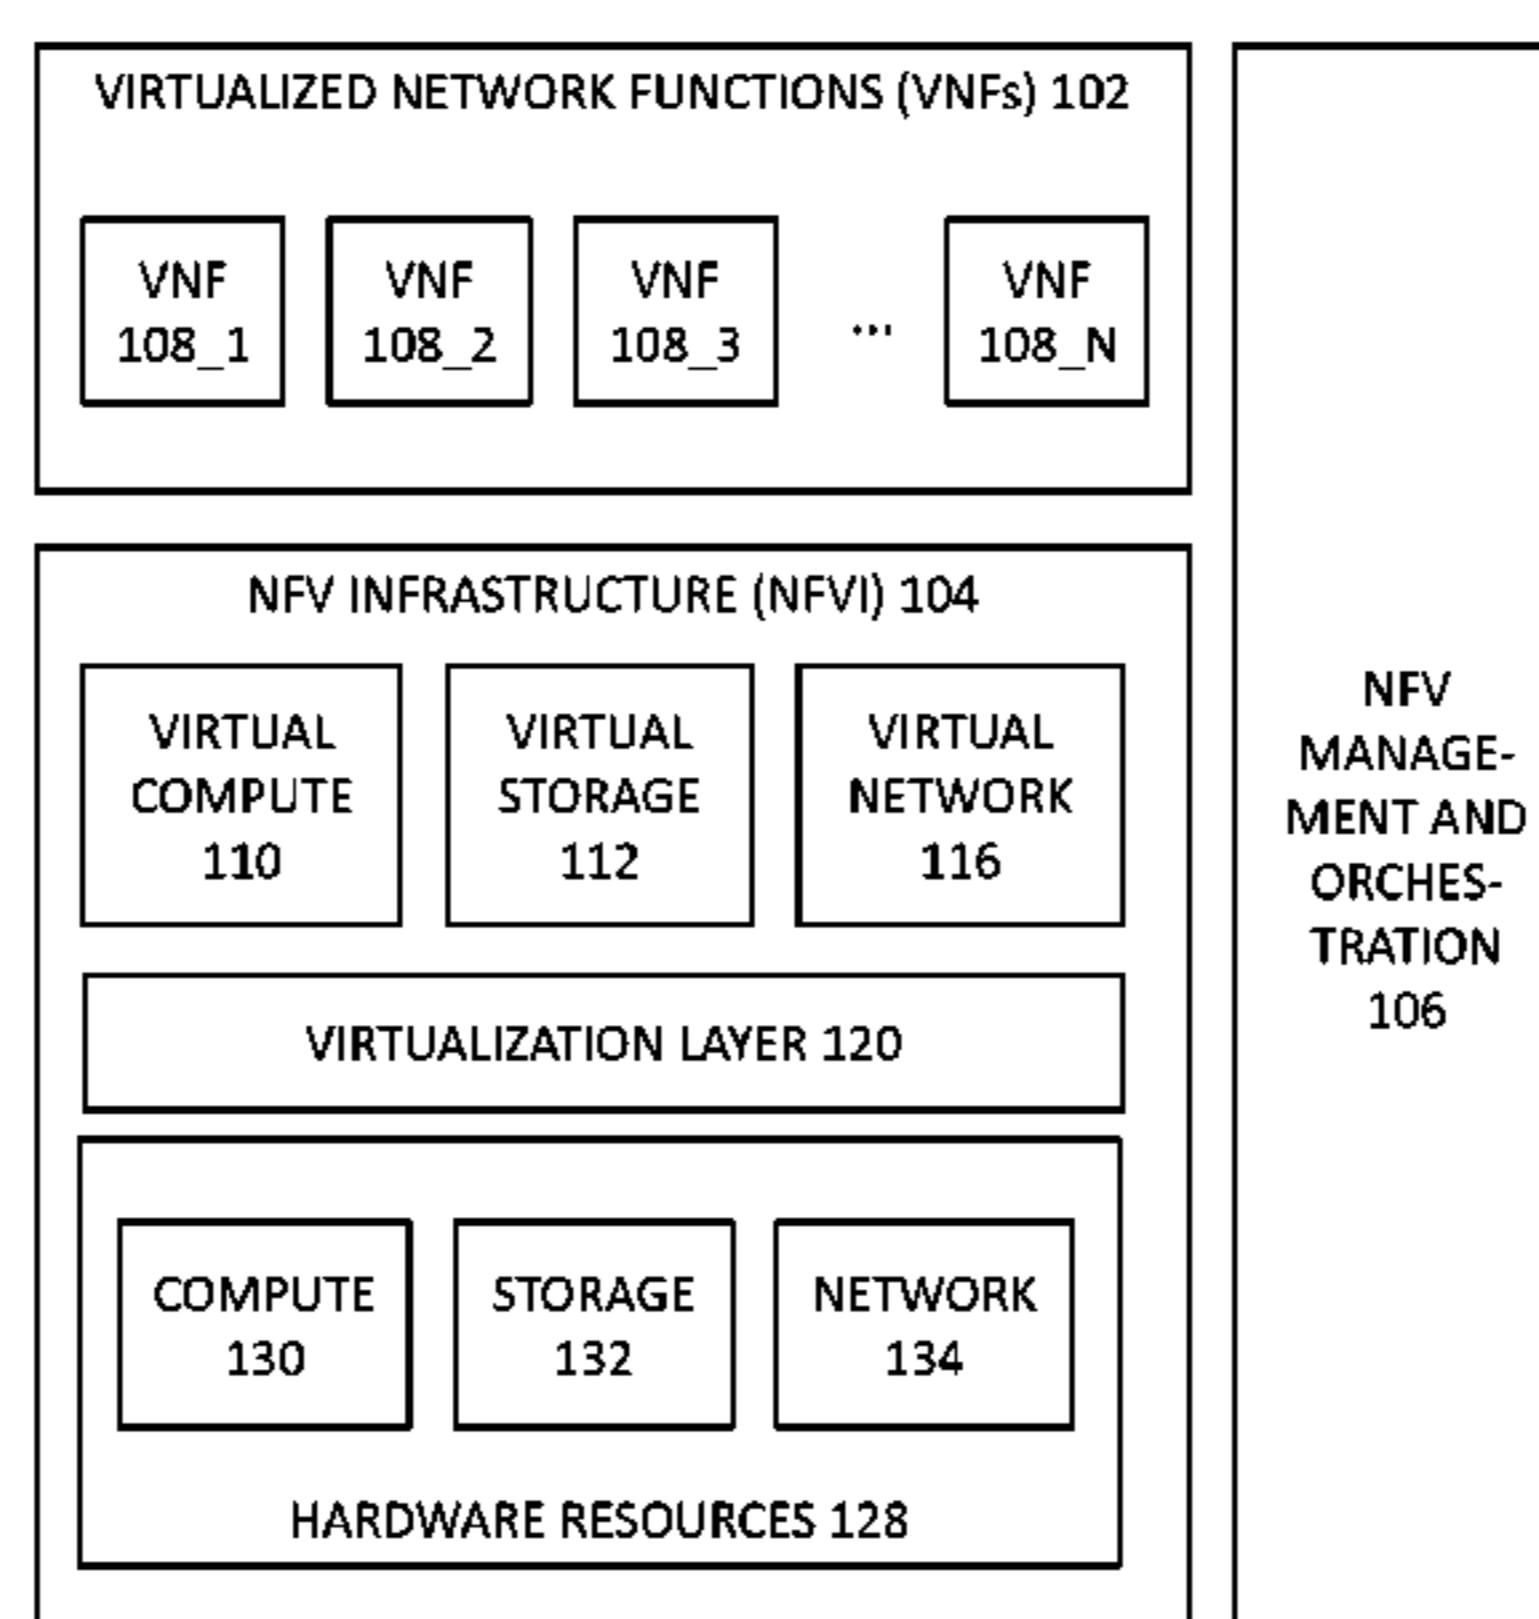 VIRTUALIZED NETWORK FUNCTIONS (VNFs) 102
VNF
108_1
VNF
108_2
VNF
108_3
...
VNF
108_N
NFV INFRASTRUCTURE (NFVI) 104
VIRTUAL
COMPUTE
110
VIRTUAL
STORAGE
112
VIRTUAL
NETWORK
116
VIRTUALIZATION LAYER 120
COMPUTE
130
STORAGE
132
NETWORK
134
HARDWARE RESOURCES 128
NFV
MANAGE-
MENT AND
ORCHES-
TRATION
106